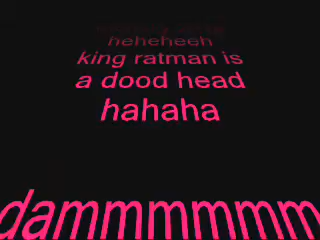 heheheeh
king ratman is
a dood head
hahaha
dammmmmmm